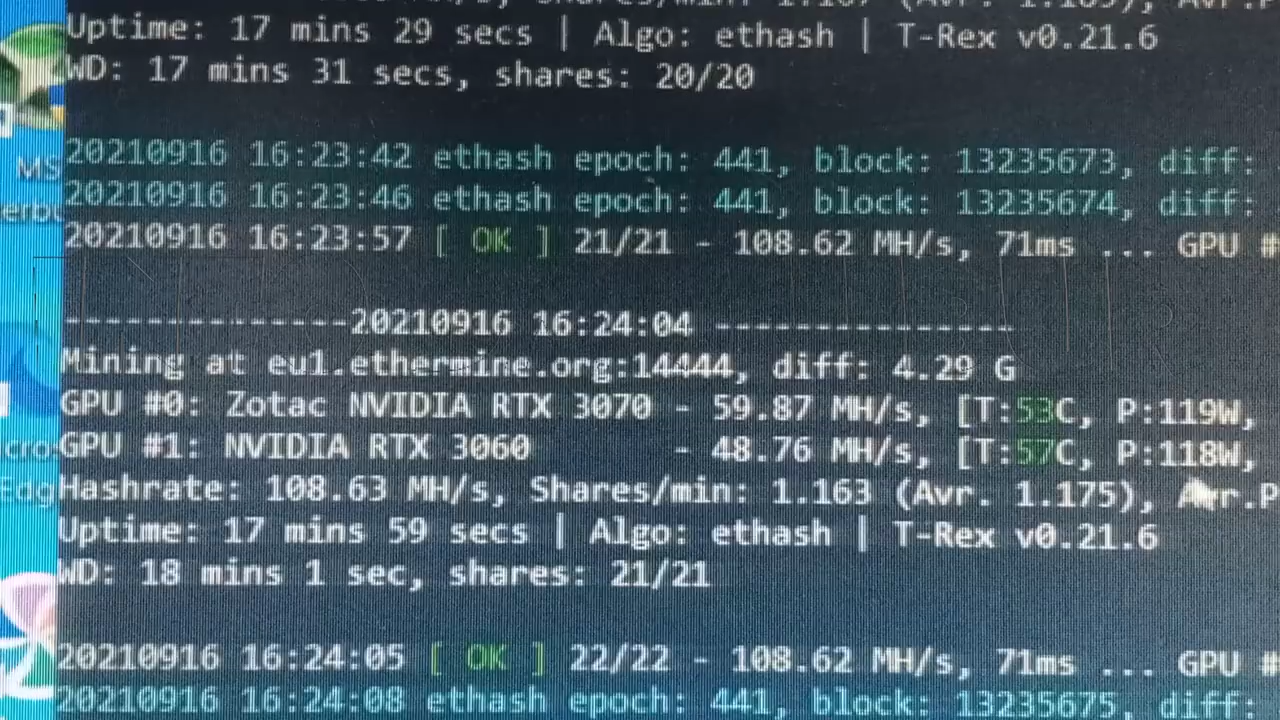 Uptime: 17 mins 29 secs | Algo: ethash | T-Rex v0.21.6
WD: 17 mins 31 secs, shares: 20/20
20210916 16:23:42 ethash epoch: 441, block: 13235673, diff:
20210916 16:23:46 ethash epoch: 441, block: 13235674, diff:
20210916 16:23:57 [ OK ] 21/21 - 108.62 MH/s, 71ms ... GPU #
--------------20210916 16:24:04 ---------------
Mining at eu1.ethermine.org:14444, diff: 4.29 G
GPU #0: Zotac NVIDIA RTX 3070 - 59.87 MH/s, [T:53C, P:119W,
GPU #1: NVIDIA RTX 3060 - 48.76 MH/s, [T:57C, P:118W,
Hashrate: 108.63 MH/s, Shares/min: 1.163 (Avr. 1.175), Avr.P
Uptime: 17 mins 59 secs | Algo: ethash | T-Rex v0.21.6
WD: 18 mins 1 sec, shares: 21/21
20210916 16:24:05 [ OK ] 22/22 - 108.62 MH/s, 71ms ... GPU #
20210916 16:24:08 ethash epoch: 441, block: 13235675, diff:
MS